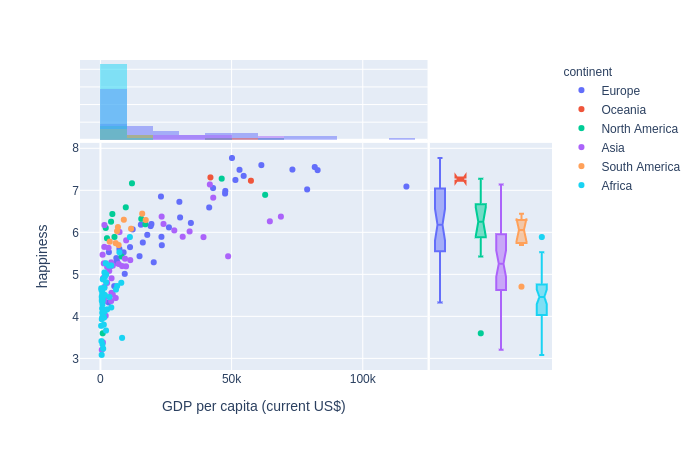 continent
Europe
Oceania
North America
Asia
South America
Africa
8
7
6
5
4
3
happiness
0
50k
100k
GDP per capita (current US$)